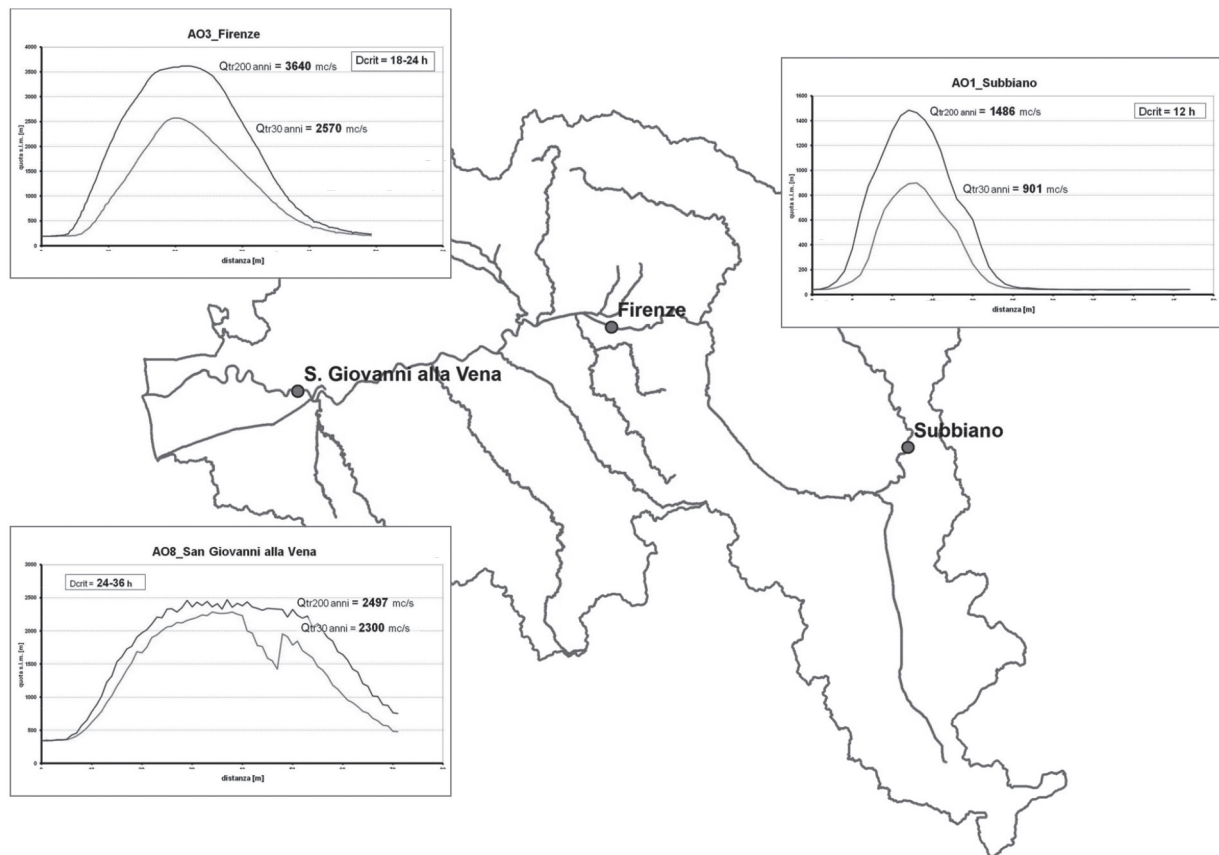 AO3_Firenze
4000
3500
3000
2500
2000
1500
1000
500
0
quota s.l.m. [m]
Dcrit = 18-24 h
Qtr200 anni = 3640 mc/s
Qtr30 anni = 2570 mc/s
distanza [m]
AO1_Subbiano
1600
1400
1200
1000
800
600
400
200
0
quota s.l.m. [m]
Dcrit = 12 h
Qtr200 anni = 1486 mc/s
Qtr30 anni = 901 mc/s
distanza [m]
Firenze
S. Giovanni alla Vena
Subbiano
AO8_San Giovanni alla Vena
3000
2500
2000
1500
1000
500
0
quota s.l.m. [m]
Dcrit = 24-36 h
Qtr200 anni = 2497 mc/s
Qtr30 anni = 2300 mc/s
distanza [m]